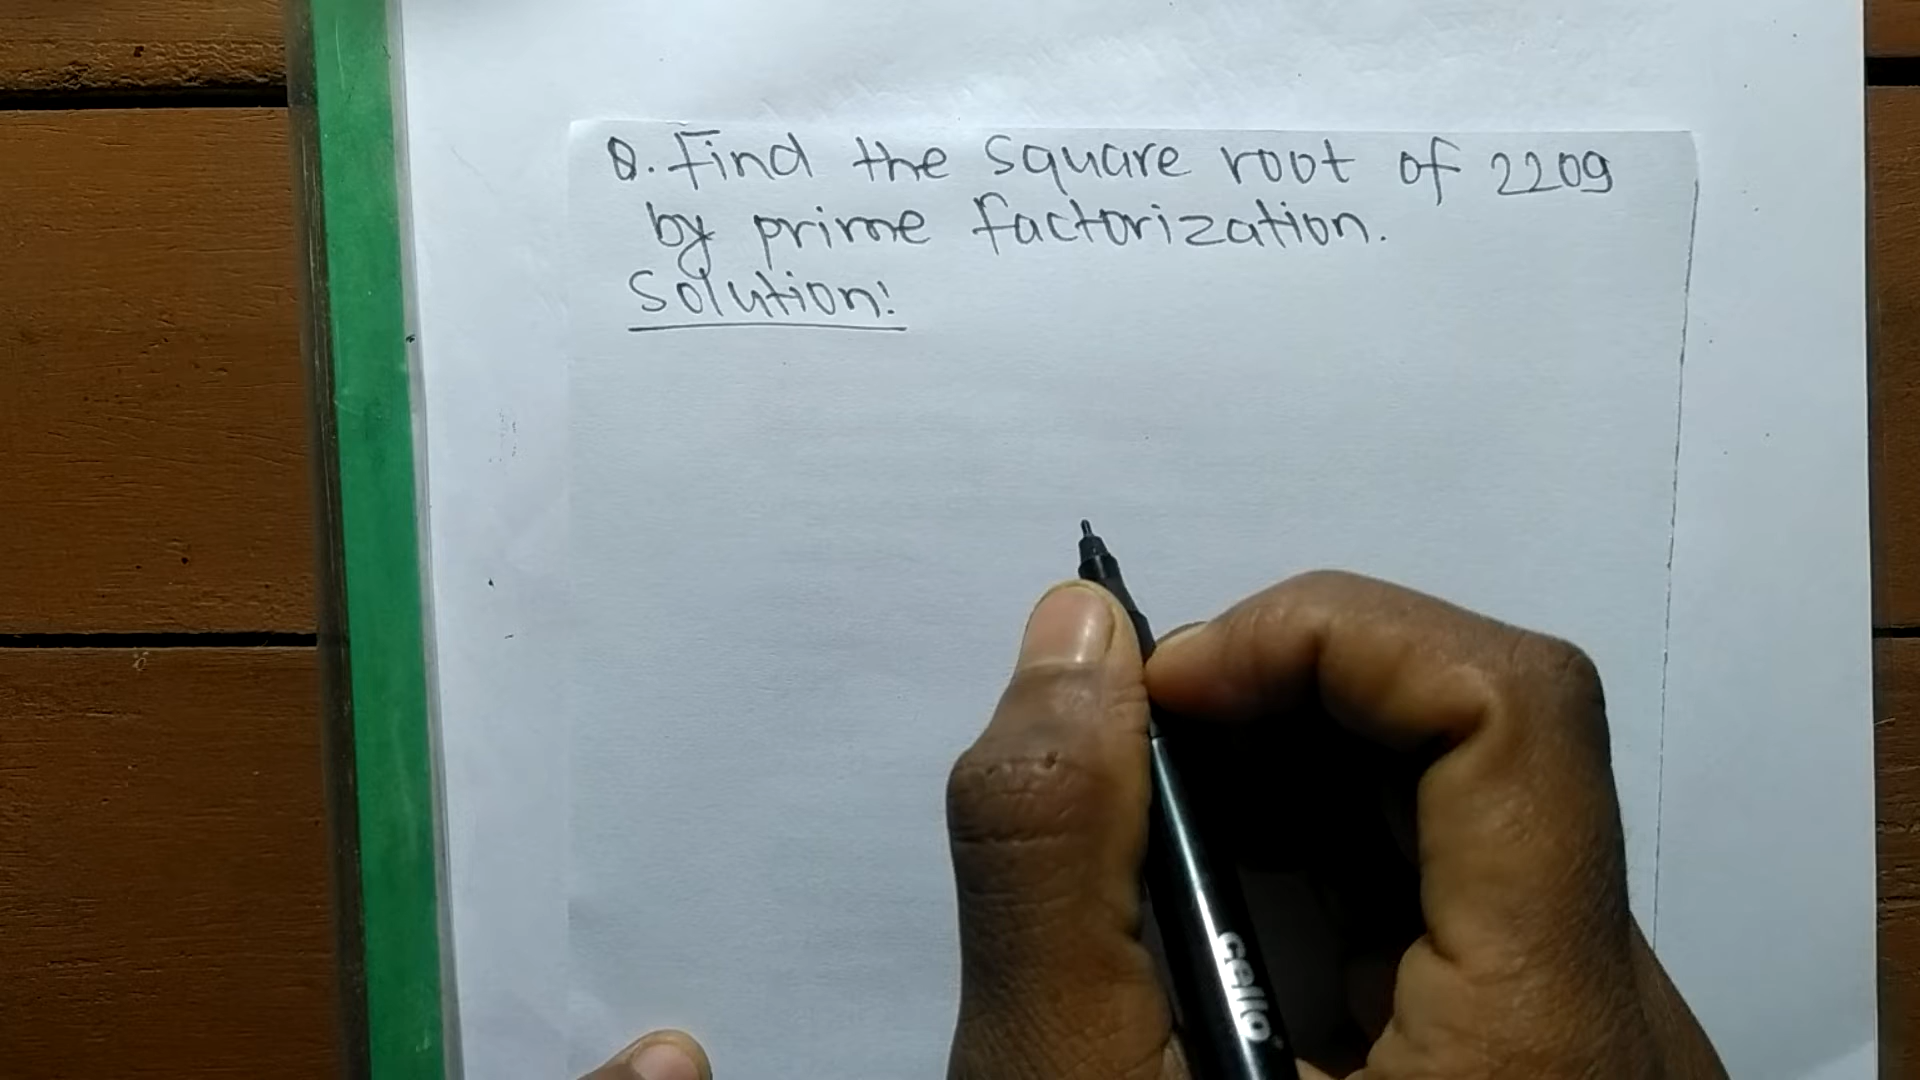 Q. Find the square root of 2209
by prime factorization.
Solution:
cello